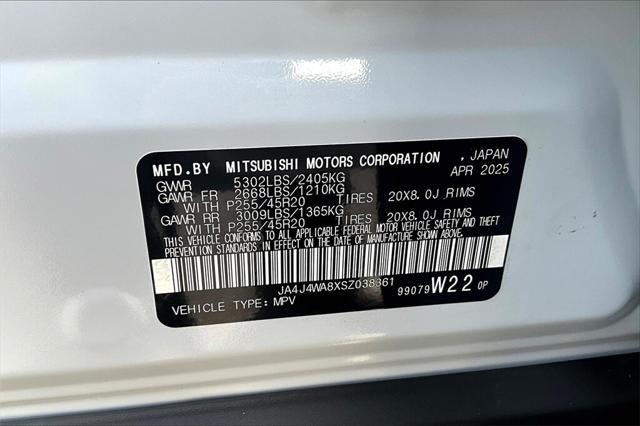 MFD.BY MITSUBISHI MOTORS CORPORATION , JAPAN
GVWR 5302LBS/2405KG APR 2025
GAWR FR 2668LBS/1210KG
WITH P255/45R20 TIRES 20X8.0J RIMS
GAWR RR 3009LBS/1365KG
WITH P255/45R20 TIRES 20X8.0J RIMS
THIS VEHICLE CONFORMS TO ALL APPLICABLE FEDERAL MOTOR VEHICLE SAFETY AND THEFT
PREVENTION STANDARDS IN EFFECT ON THE DATE OF MANUFACTURE SHOWN ABOVE.
JA4J4WA8XSZ038361
VEHICLE TYPE: MPV 99079 W22 0P